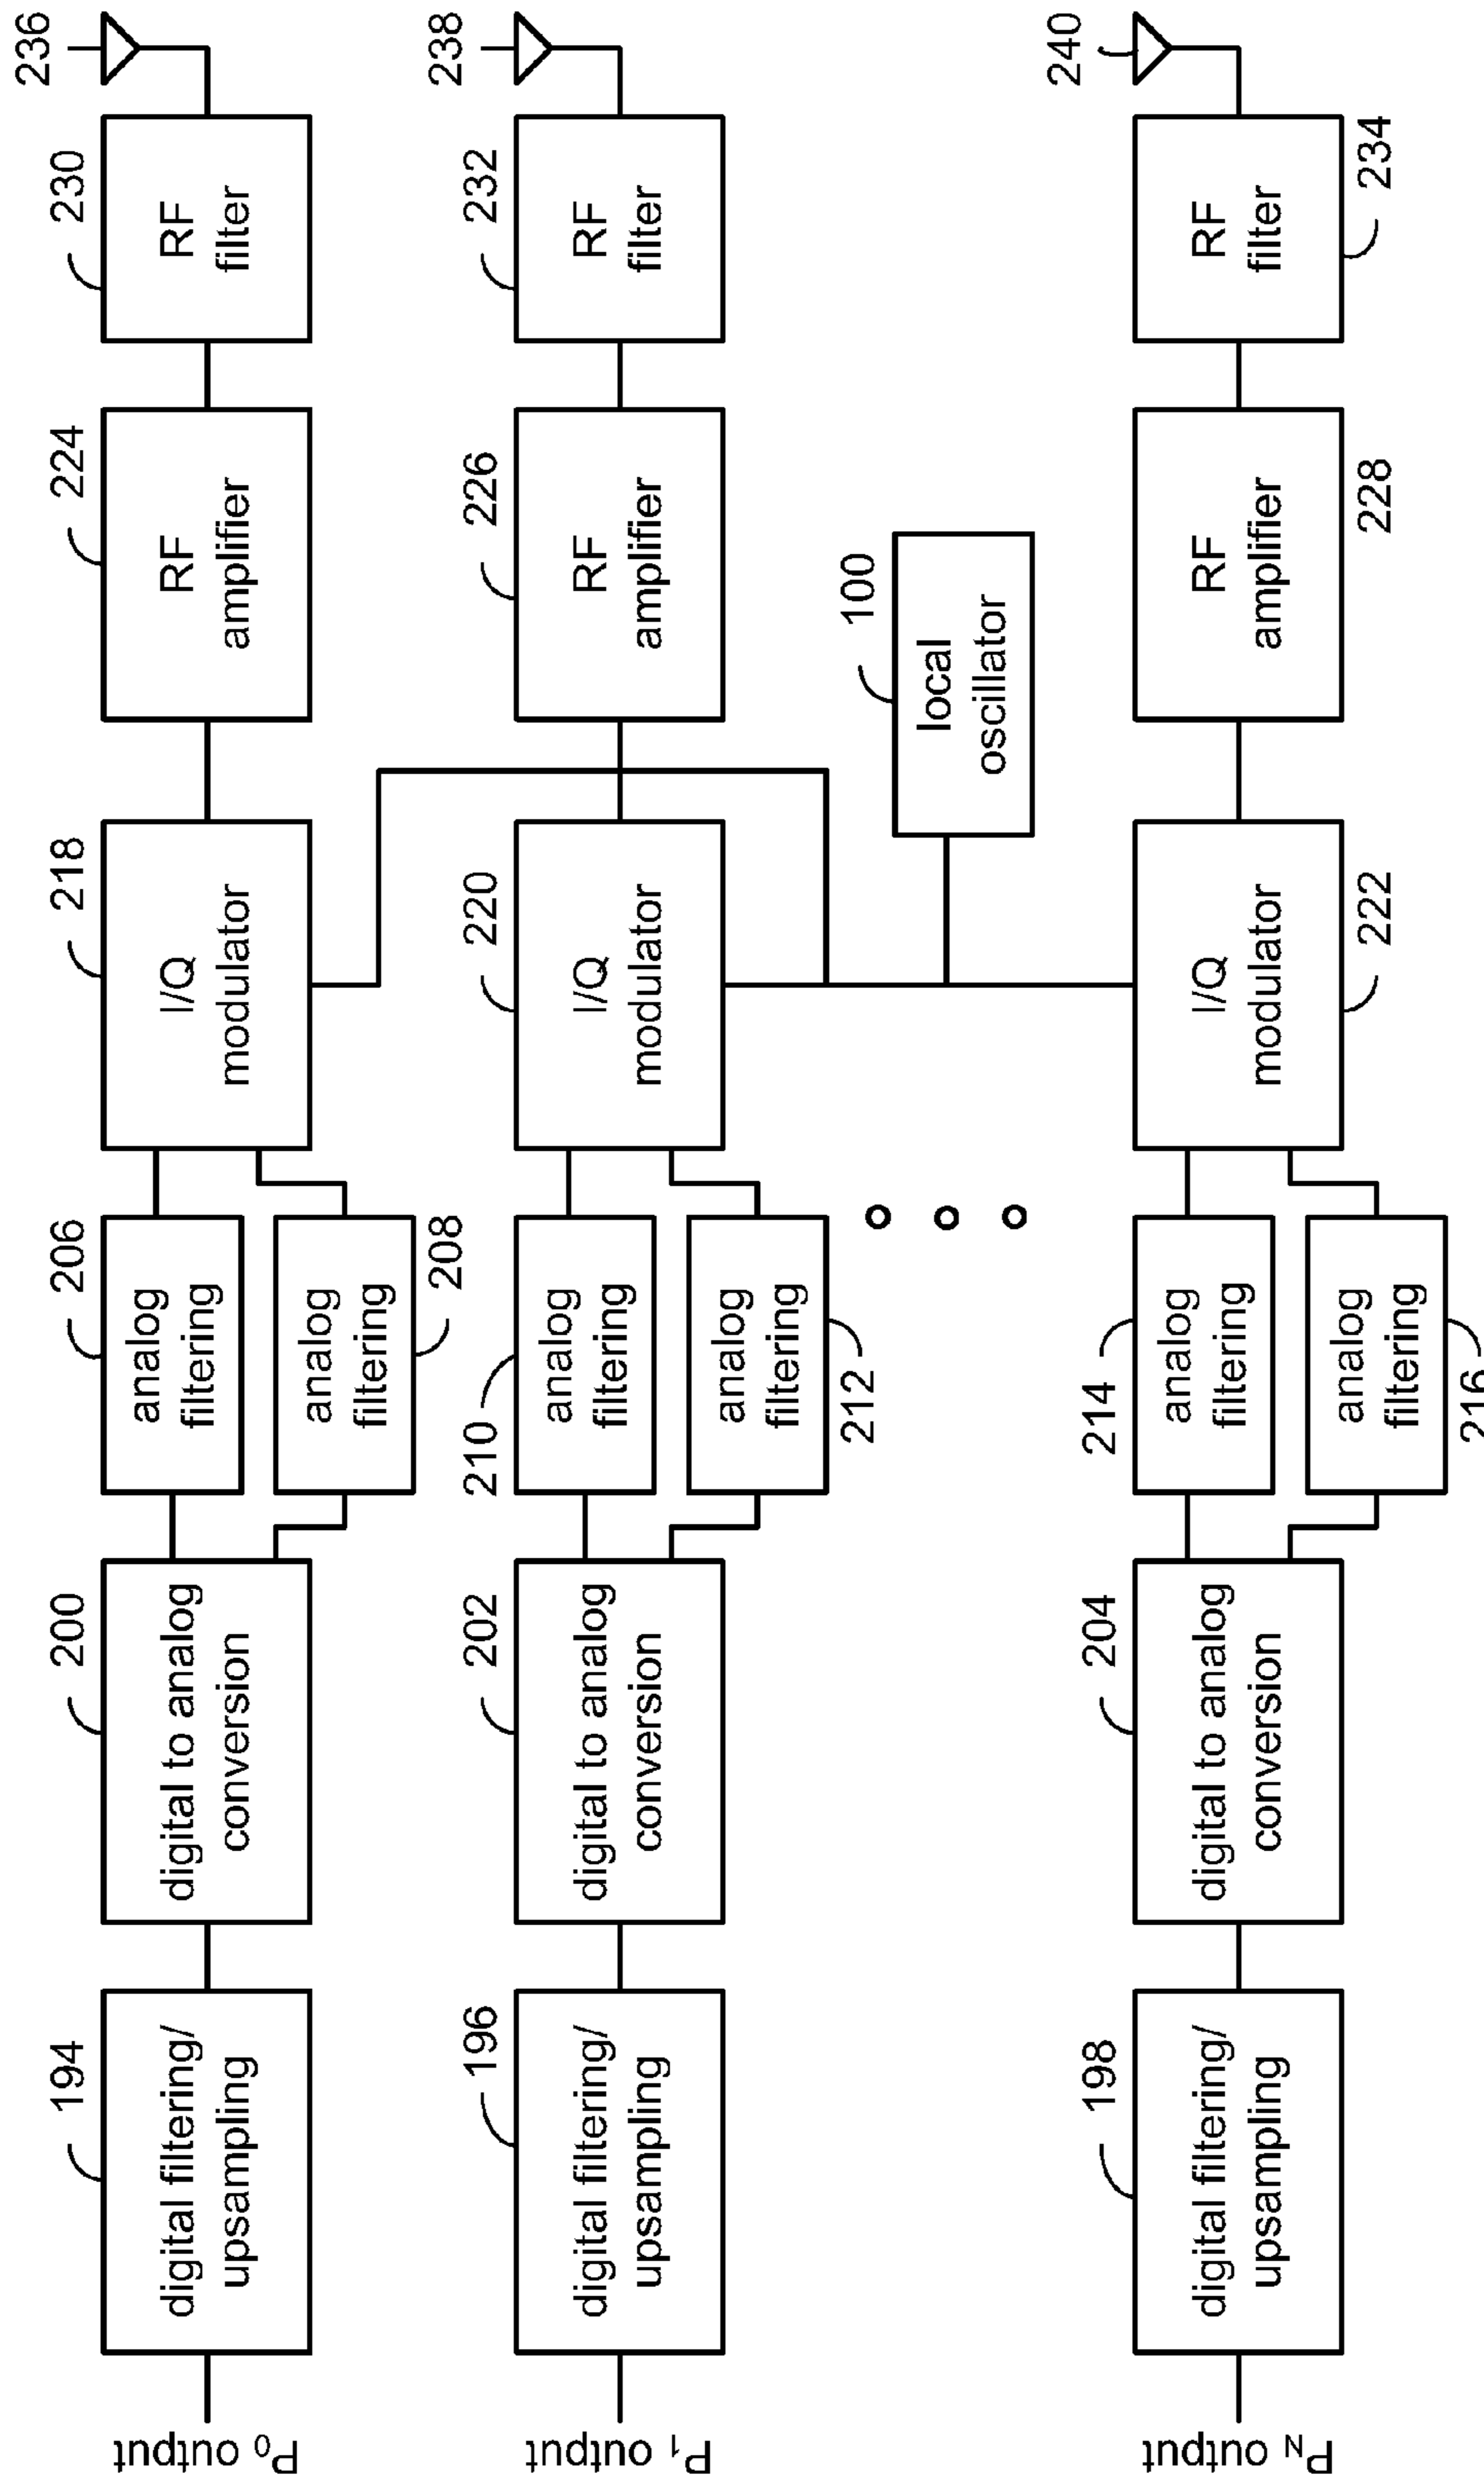 P0 output
194
digital filtering/
upsampling
200
digital to analog
conversion
206
analog
filtering
208
analog
filtering
218
I/Q
modulator
224
RF
amplifier
230
RF
filter
236
P1 output
196
digital filtering/
upsampling
202
digital to analog
conversion
210
analog
filtering
212
analog
filtering
220
I/Q
modulator
226
RF
amplifier
232
RF
filter
238
100
local
oscillator
PN output
198
digital filtering/
upsampling
204
digital to analog
conversion
214
analog
filtering
216
analog
filtering
222
I/Q
modulator
228
RF
amplifier
234
RF
filter
240